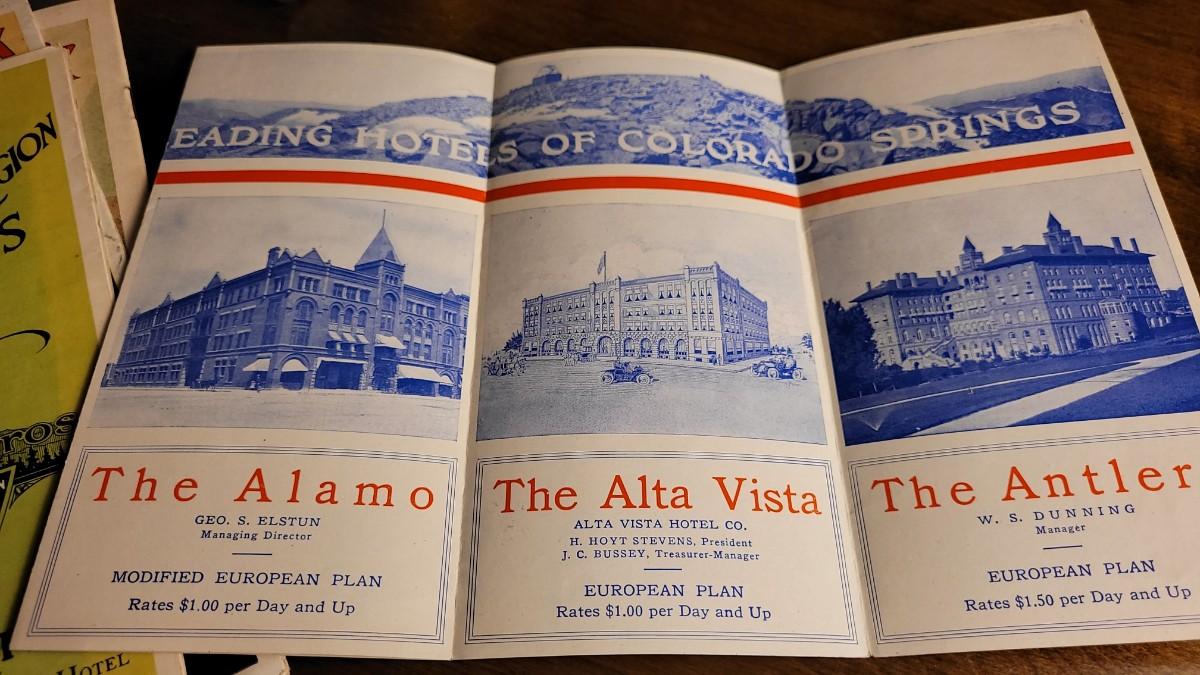 EADING HOTELS OF COLORADO SPRINGS
The Alamo
GEO. S. ELSTUN
Managing Director
MODIFIED EUROPEAN PLAN
Rates $1.00 per Day and Up
The Alta Vista
ALTA VISTA HOTEL CO.
H. HOYT STEVENS, President
J. C. BUSSEY, Treasurer-Manager
EUROPEAN PLAN
Rates $1.00 per Day and Up
The Antler
W. S. DUNNING
Manager
EUROPEAN PLAN
Rates $1.50 per Day and Up
GION
S
HOTEL